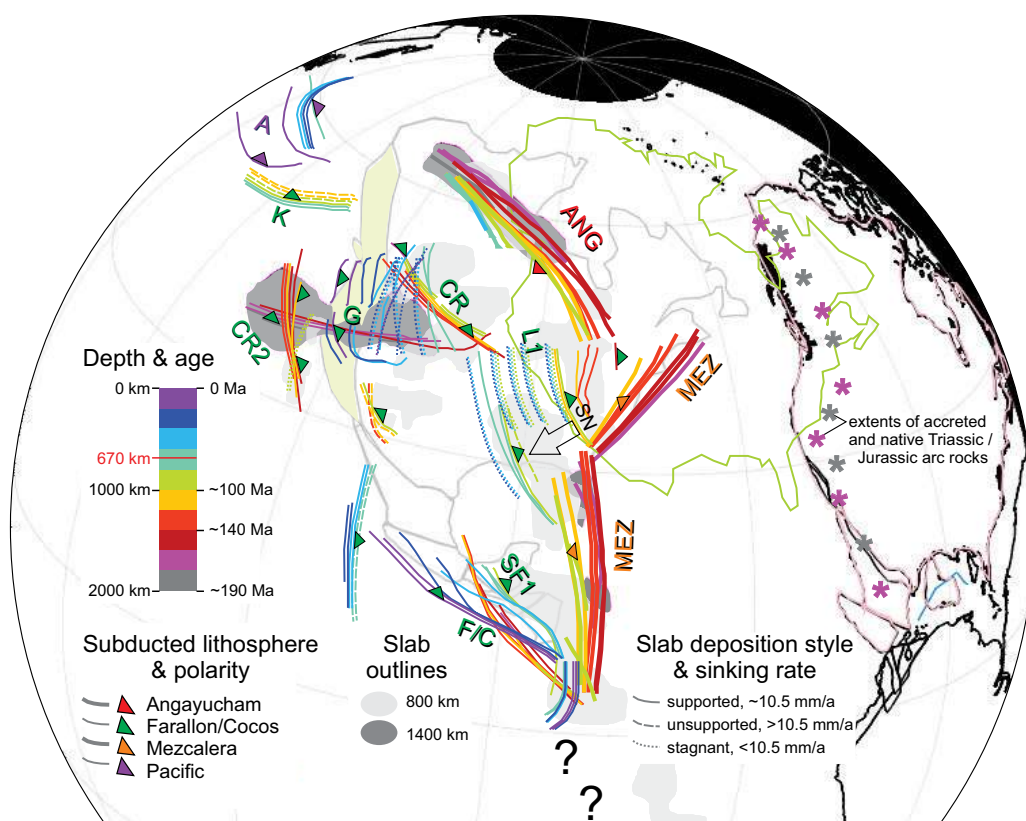 A
K
ANG
CR
CR2
G
L1
MEZ
SN
extents of accreted
and native Triassic /
Jurassic arc rocks
Depth & age
0 km
0 Ma
670 km
1000 km
~100 Ma
~140 Ma
2000 km
~190 Ma
MEZ
SF1
F/C
Subducted lithosphere
& polarity
Angayucham
Farallon/Cocos
Mezcalera
Pacific
Slab
outlines
800 km
1400 km
Slab deposition style
& sinking rate
supported, ~10.5 mm/a
unsupported, >10.5 mm/a
stagnant, <10.5 mm/a
?
?